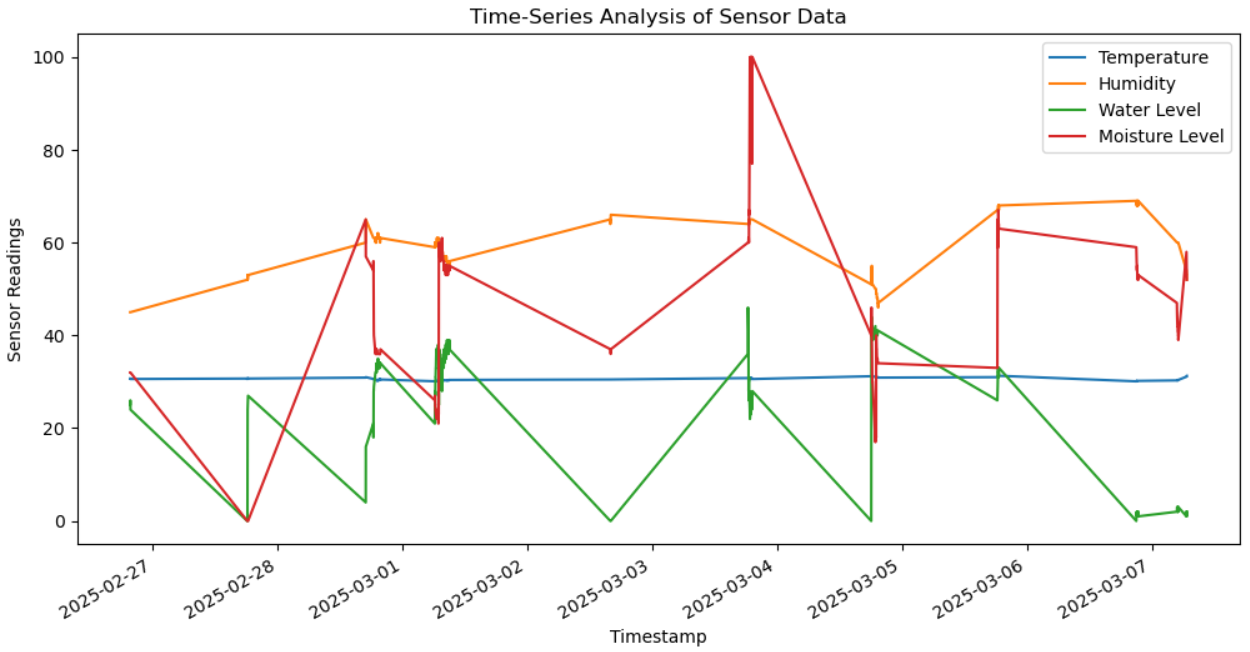 Time-Series Analysis of Sensor Data
Temperature
Humidity
Water Level
Moisture Level
Sensor Readings
100
80
60
40
20
0
2025-02-27
2025-02-28
2025-03-01
2025-03-02
2025-03-03
2025-03-04
2025-03-05
2025-03-06
2025-03-07
Timestamp